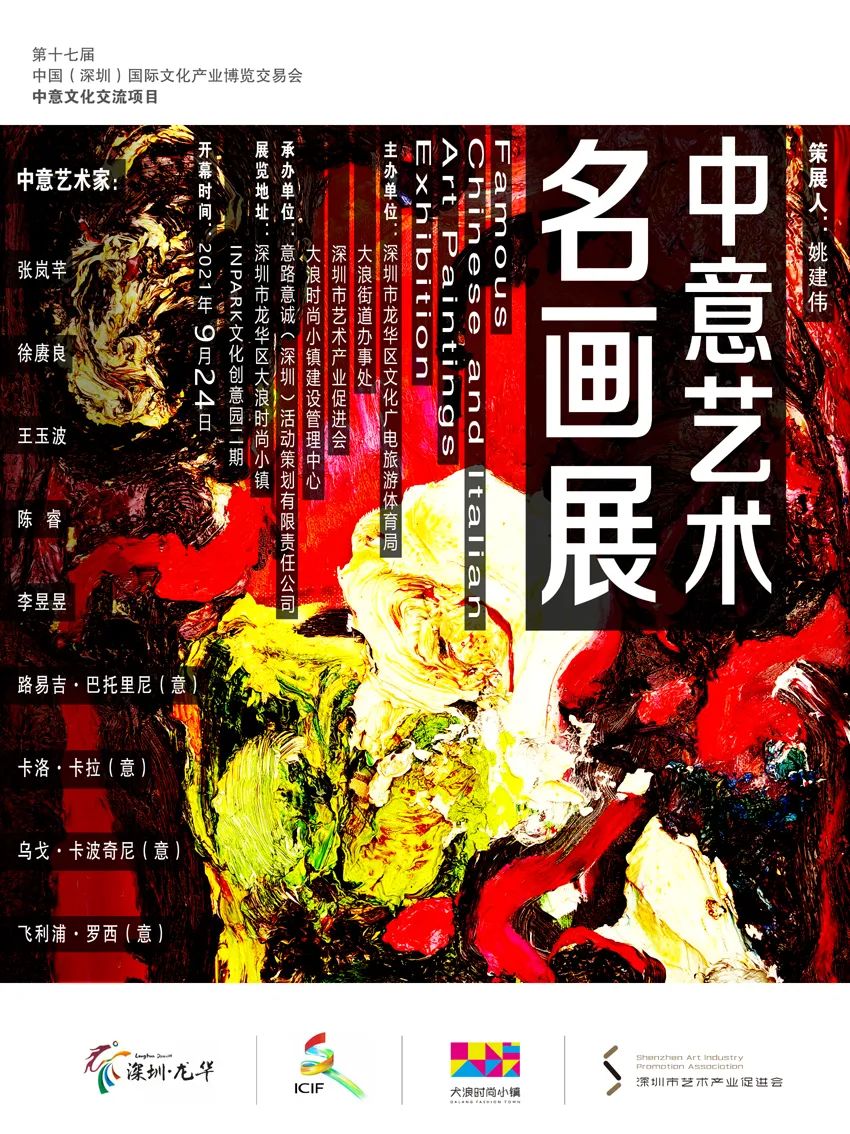 第十七届
中国（深圳）国际文化产业博览交易会
中意文化交流项目
策展人：姚建伟
中意艺术
名画展
Famous
Chinese and Italian
Art Paintings
Exhibition
主办单位：深圳市龙华区文化广电旅游体育局
大浪街道办事处
深圳市艺术产业促进会
大浪时尚小镇建设管理中心
承办单位：意路意诚（深圳）活动策划有限责任公司
展览地址：深圳市龙华区大浪时尚小镇
INPARK文化创意园二期
开幕时间：2021年9月24日
中意艺术家：
张岚芊
徐赓良
王玉波
陈 睿
李昱昱
路易吉·巴托里尼（意）
卡洛·卡拉（意）
乌戈·卡波奇尼（意）
飞利浦·罗西（意）
深圳·龙华
ICIF
大浪时尚小镇
DALANG FASHION TOWN
Shenzhen Art Industry
Promotion Association
深圳市艺术产业促进会